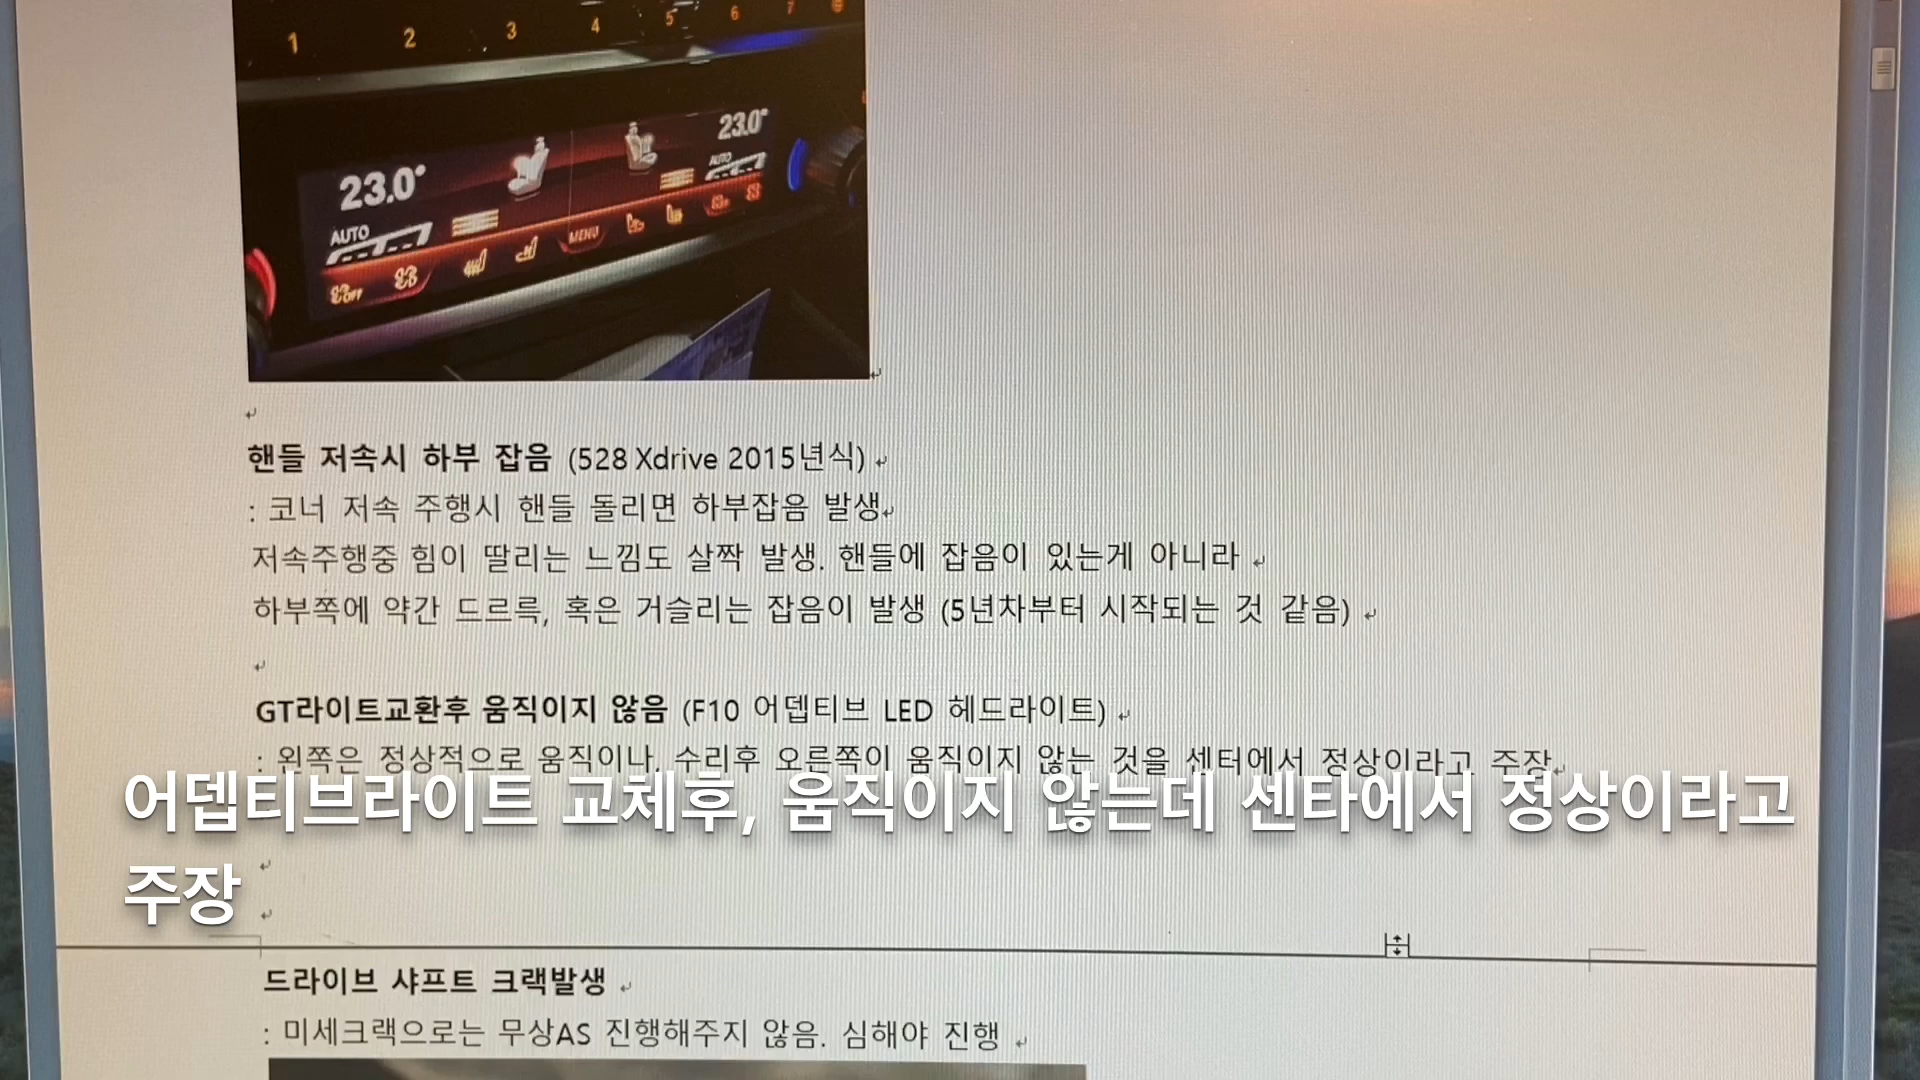 1 2 3 4 5 6 7
23.0°
23.0°
AUTO
AUTO
MENU
OFF
핸들 저속시 하부 잡음 (528 Xdrive 2015년식)
: 코너 저속 주행시 핸들 돌리면 하부잡음 발생
저속주행중 힘이 딸리는 느낌도 살짝 발생. 핸들에 잡음이 있는게 아니라
하부쪽에 약간 드르륵, 혹은 거슬리는 잡음이 발생 (5년차부터 시작되는 것 같음)
GT라이트교환후 움직이지 않음 (F10 어뎁티브 LED 헤드라이트)
: 왼쪽은 정상적으로 움직이나, 수리후 오른쪽이 움직이지 않는 것을 센터에서 정상이라고 주장
어뎁티브라이트 교체후, 움직이지 않는데 센타에서 정상이라고
주장
드라이브 샤프트 크랙발생
: 미세크랙으로는 무상AS 진행해주지 않음. 심해야 진행